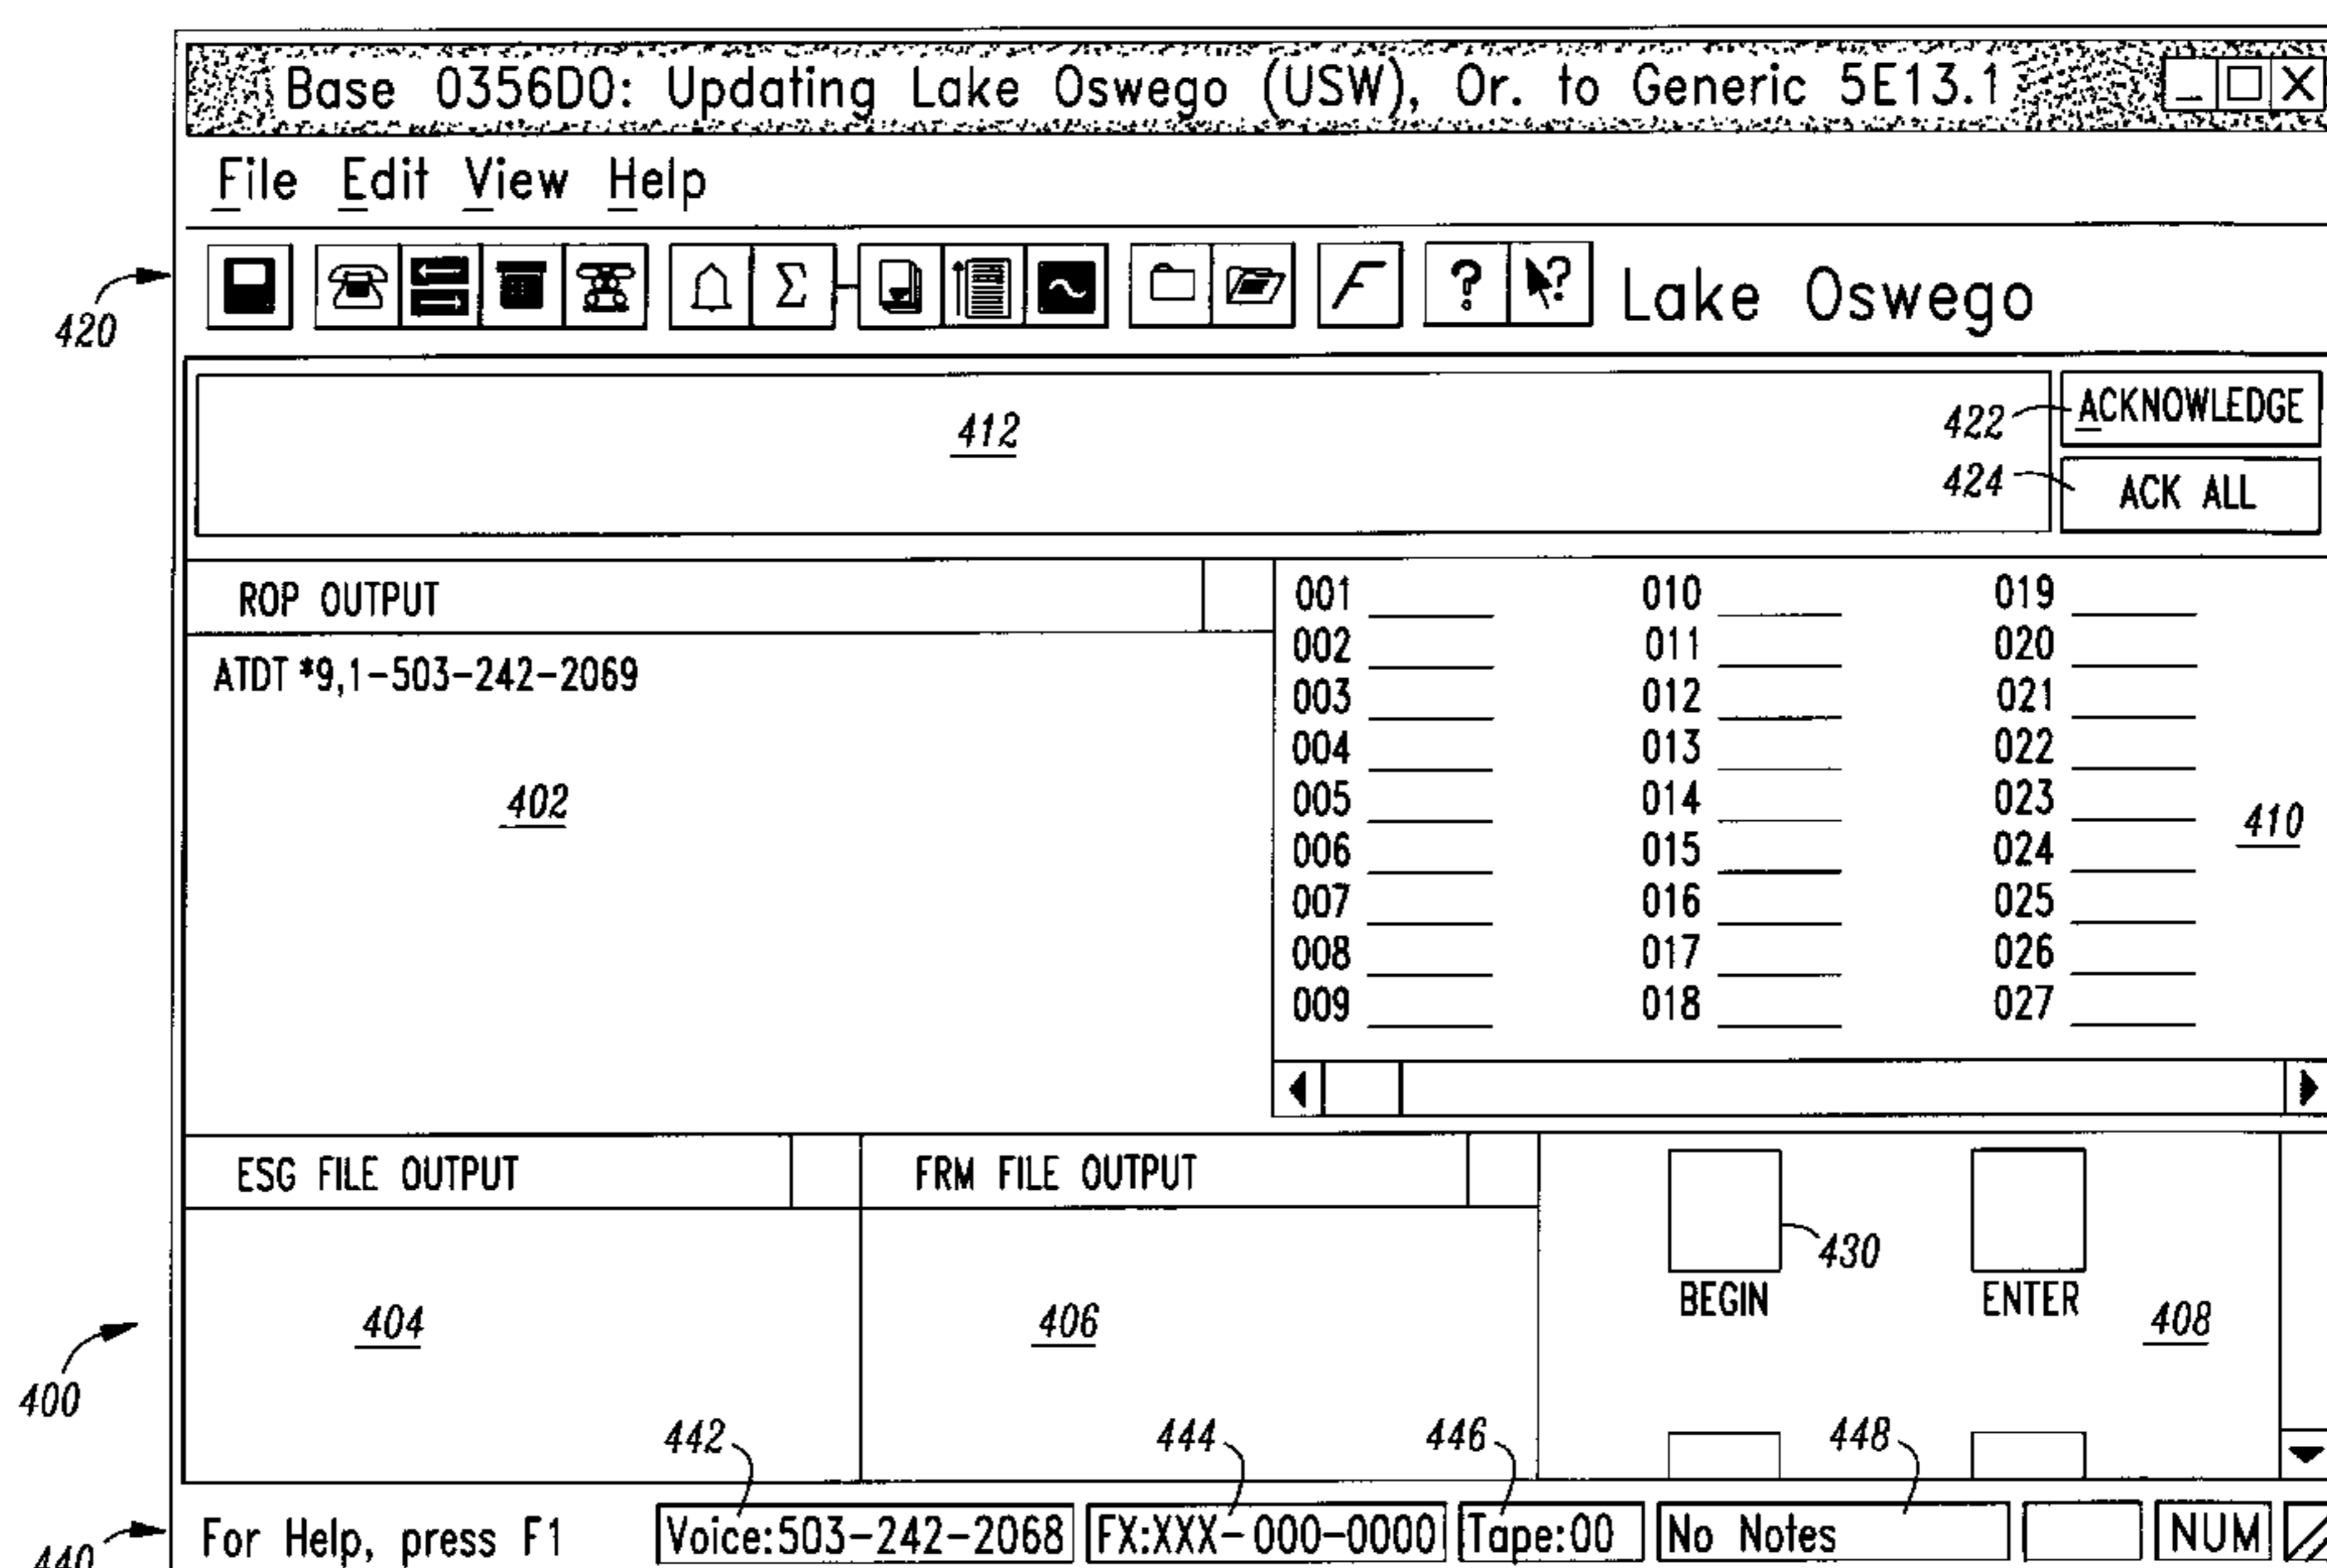 Base 0356D0: Updating Lake Oswego (USW), Or. to Generic 5E13.1
File Edit View Help
420
Σ
F
?
?
Lake Oswego
412
422
ACKNOWLEDGE
424
ACK ALL
ROP OUTPUT
ATDT *9,1-503-242-2069
402
001 010 019
002 011 020
003 012 021
004 013 022
005 014 023
006 015 024
007 016 025
008 017 026
009 018 027
410
ESG FILE OUTPUT
FRM FILE OUTPUT
430
BEGIN
ENTER
404
406
408
400
442
444
446
448
440
For Help, press F1
Voice:503-242-2068
FX:XXX-000-0000
Tape:00
No Notes
NUM